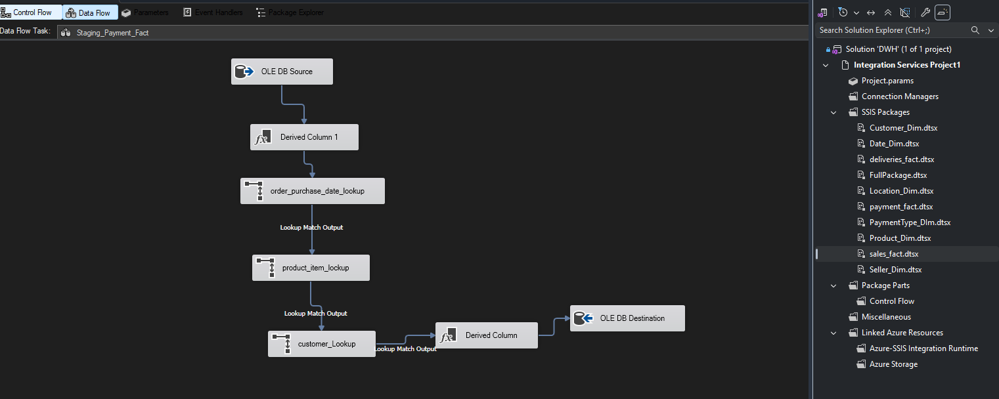 Control Flow
Data Flow
Parameters
Event Handlers
Package Explorer
Data Flow Task:
Staging_Payment_Fact
OLE DB Source
Derived Column 1
order_purchase_date_lookup
Lookup Match Output
product_item_lockup
Lookup Match Output
customer_Lookup
Lookup Match Output
Derived Column
OLE DB Destination
Search Solution Explorer (Ctrl+;)
Solution 'DWH' (1 of 1 project)
Integration Services Project1
Project.params
Connection Managers
SSIS Packages
Customer_Dim.dtsx
Date_Dim.dtsx
deliveries_fact.dtsx
FullPackage.dtsx
Location_Dim.dtsx
payment_fact.dtsx
PaymentType_DIm.dtsx
Product_Dim.dtsx
sales_fact.dtsx
Seller_Dim.dtsx
Package Parts
Control Flow
Miscellaneous
Linked Azure Resources
Azure-SSIS Integration Runtime
Azure Storage